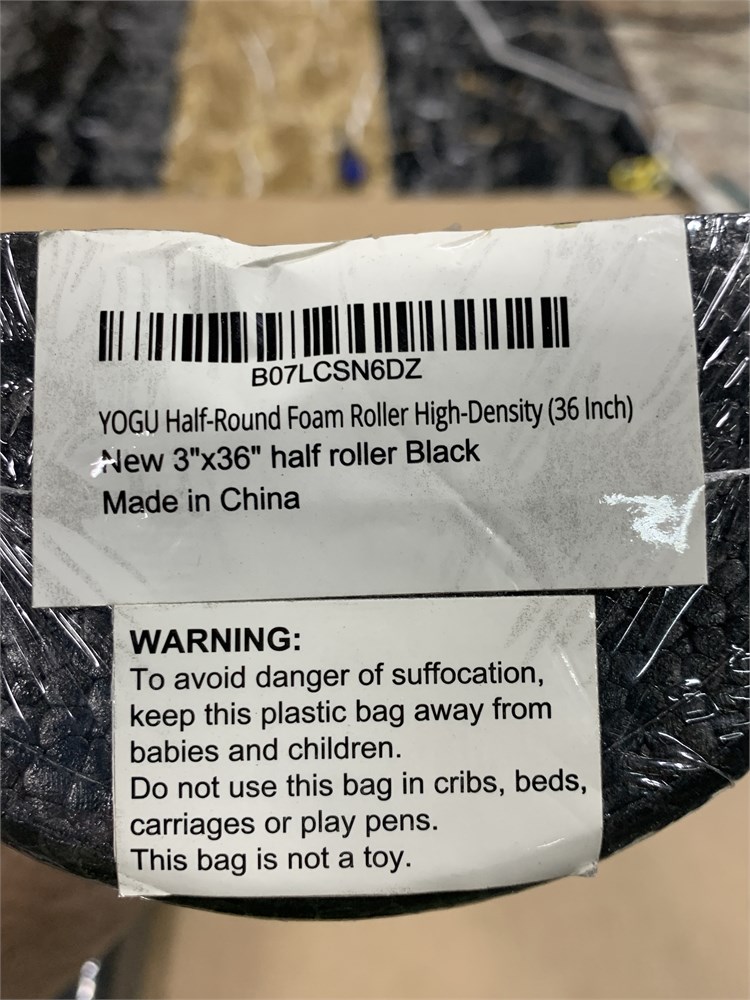 B07LCSN6DZ
YOGU Half-Round Foam Roller High-Density (36 Inch)
New 3"x36" half roller Black
Made in China
WARNING:
To avoid danger of suffocation,
keep this plastic bag away from
babies and children.
Do not use this bag in cribs, beds,
carriages or play pens.
This bag is not a toy.